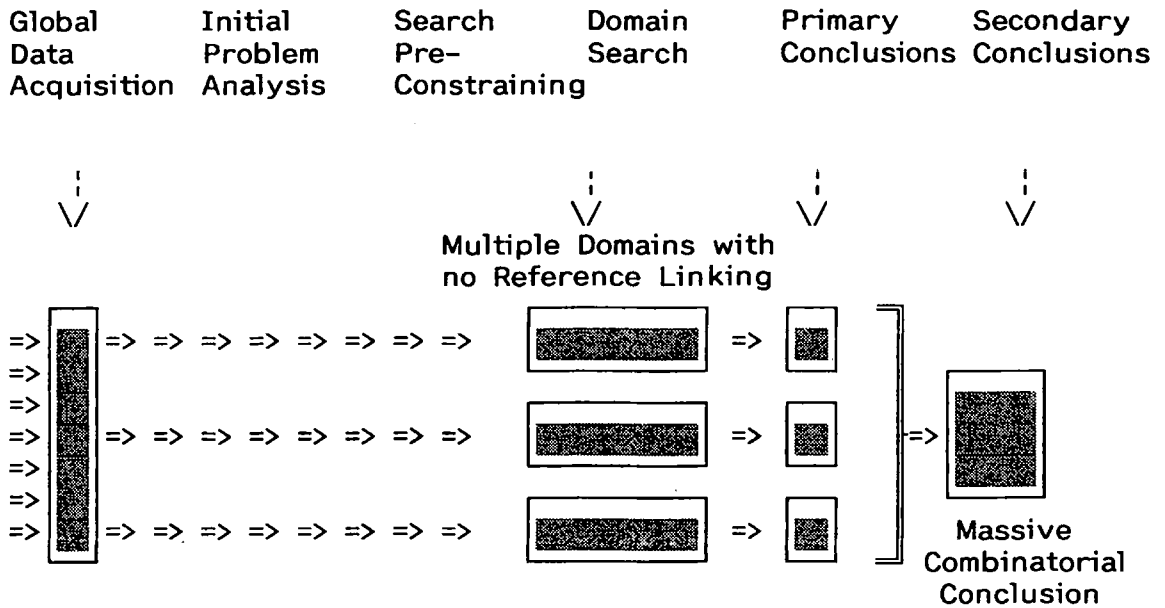 Global Initial Search Domain Primary Secondary
Data Problem Pre- Search Conclusions Conclusions
Acquisition Analysis Constraining
Multiple Domains with
no Reference Linking
=> => => => => => => => => => =>
=>
=>
=> => => => => => => => => => => =>
=>
=>
=> => => => => => => => => => =>
Massive
Combinatorial
Conclusion